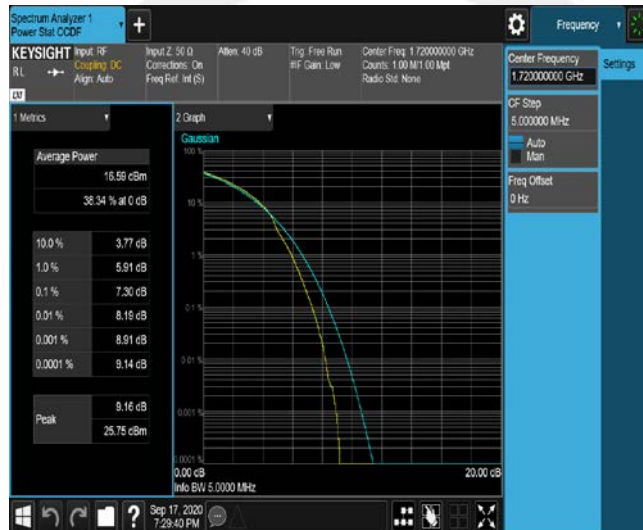 Spectrum Analyzer 1
Power Stat CCDF
+
Frequency
KEYSIGHT
RL
Input: RF
Coupling: DC
Align: Auto
Input Z: 50 Ω
Corrections: On
Freq Ref: Int (S)
Atten: 40 dB
Trig: Free Run
#IF Gain: Low
Center Freq: 1.720000000 GHz
Counts: 1.00 M/1.00 Mpt
Radio Std: None
Center Frequency
1.720000000 GHz
Settings
CF Step
5.000000 MHz
Auto
Man
Freq Offset
0 Hz
1 Metrics
Average Power
16.59 dBm
38.34 % at 0 dB
10.0 % 3.77 dB
1.0 % 5.91 dB
0.1 % 7.30 dB
0.01 % 8.19 dB
0.001 % 8.91 dB
0.0001 % 9.14 dB
Peak
9.16 dB
25.75 dBm
2 Graph
Gaussian
100 %
10 %
1 %
0.1 %
0.01 %
0.001 %
0.0001 %
0.00 dB
20.00 dB
Info BW 5.0000 MHz
?
Sep 17, 2020
7:29:40 PM